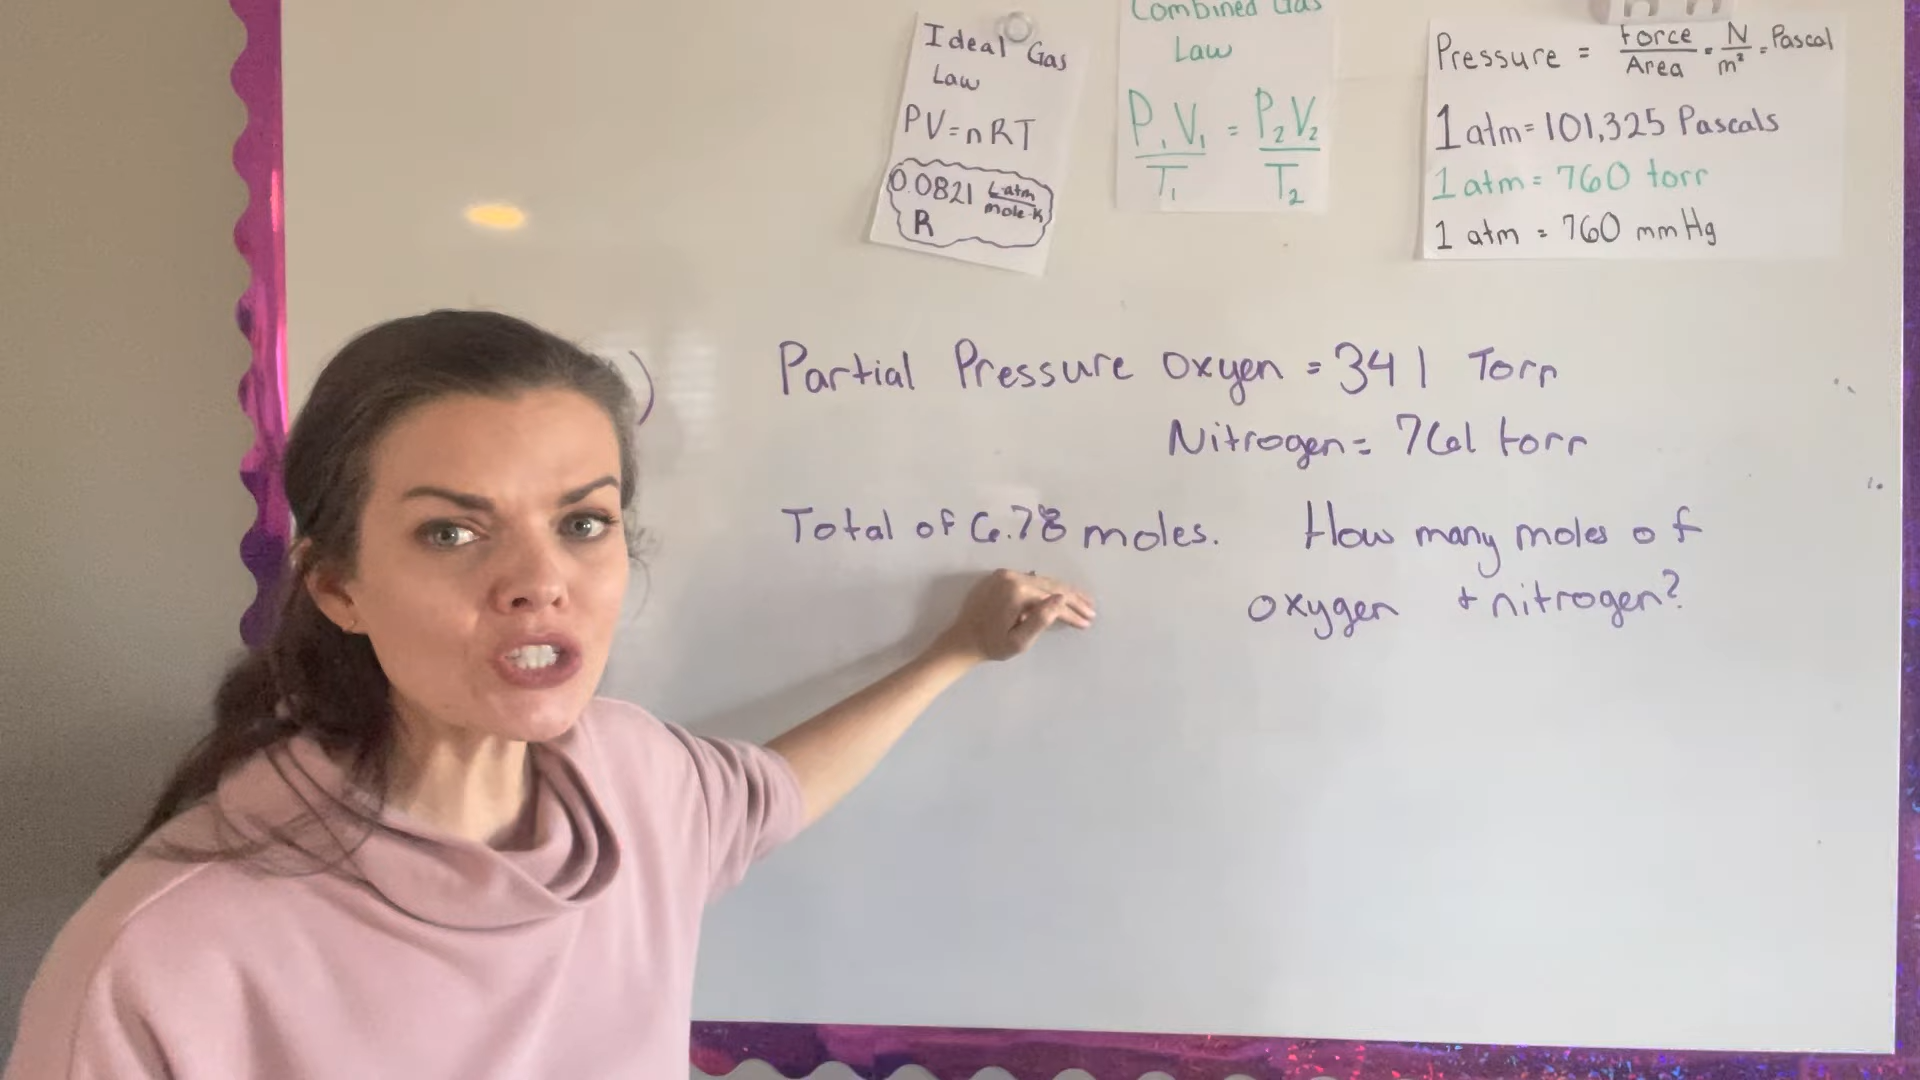 Ideal Gas
Law
PV=nRT
0.0821 L·atm
mole·K
R
Combined Gas
Law
P₁V₁ = P₂V₂
T₁ T₂
Pressure = Force = N = Pascal
Area m²
1 atm = 101,325 Pascals
1 atm = 760 torr
1 atm = 760 mmHg
)
Partial Pressure oxyen = 341 Torr
Nitrogen = 761 torr
Total of 6.78 moles. How many moles of
oxygen + nitrogen?